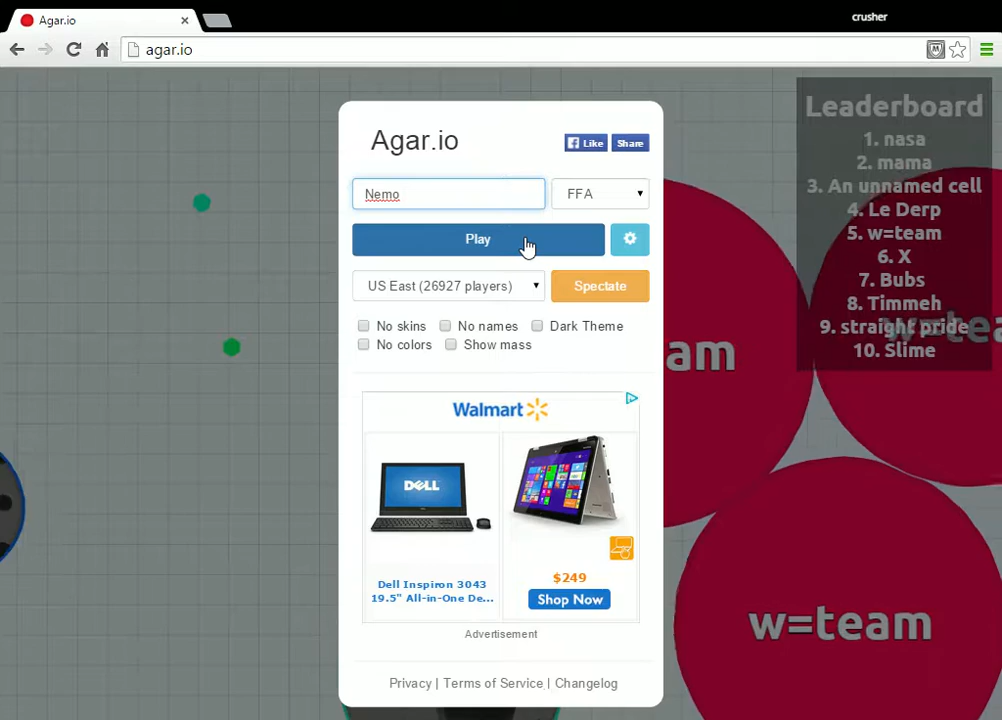 Agar.io
crusher
agar.io
Agar.io
Like
Share
Nemo
FFA
Play
US East (26927 players)
Spectate
No skins
No names
Dark Theme
No colors
Show mass
Walmart
DELL
Dell Inspiron 3043
19.5" All-in-One De...
$249
Shop Now
Advertisement
Privacy | Terms of Service | Changelog
Leaderboard
1. nasa
2. mama
3. An unnamed cell
4. Le Derp
5. w=team
6. X
7. Bubs
8. Timmeh
9. straight pride
10. Slime
eam
w=te
w=team